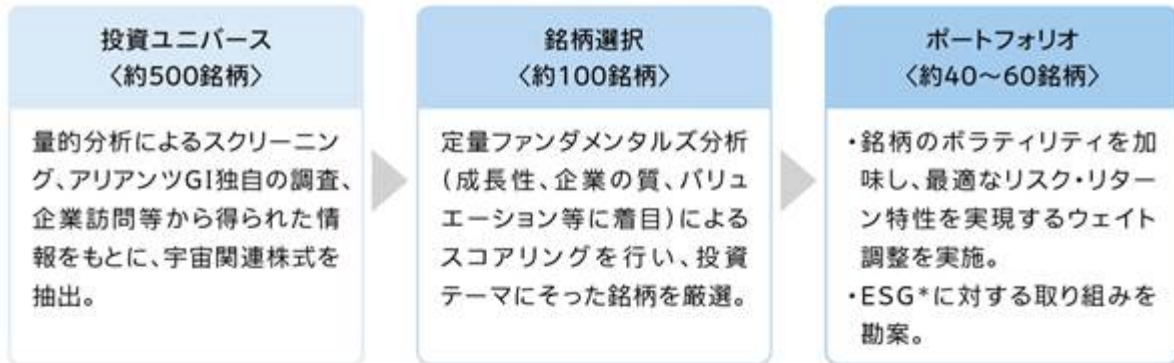 投資ユニバース
〈約500銘柄〉
量的分析によるスクリーニン
グ、アリアンツGI独自の調査、
企業訪問等から得られた情
報をもとに、宇宙関連株式を
抽出。
銘柄選択
〈約100銘柄〉
定量ファンダメンタルズ分析
(成長性、企業の質、バリュ
エーション等に着目)による
スコアリングを行い、投資
テーマにそった銘柄を厳選。
ポートフォリオ
〈約40～60銘柄〉
・銘柄のボラティリティを加
味し、最適なリスク・リター
ン特性を実現するウェイト
調整を実施。
・ESG*に対する取り組みを
勘案。